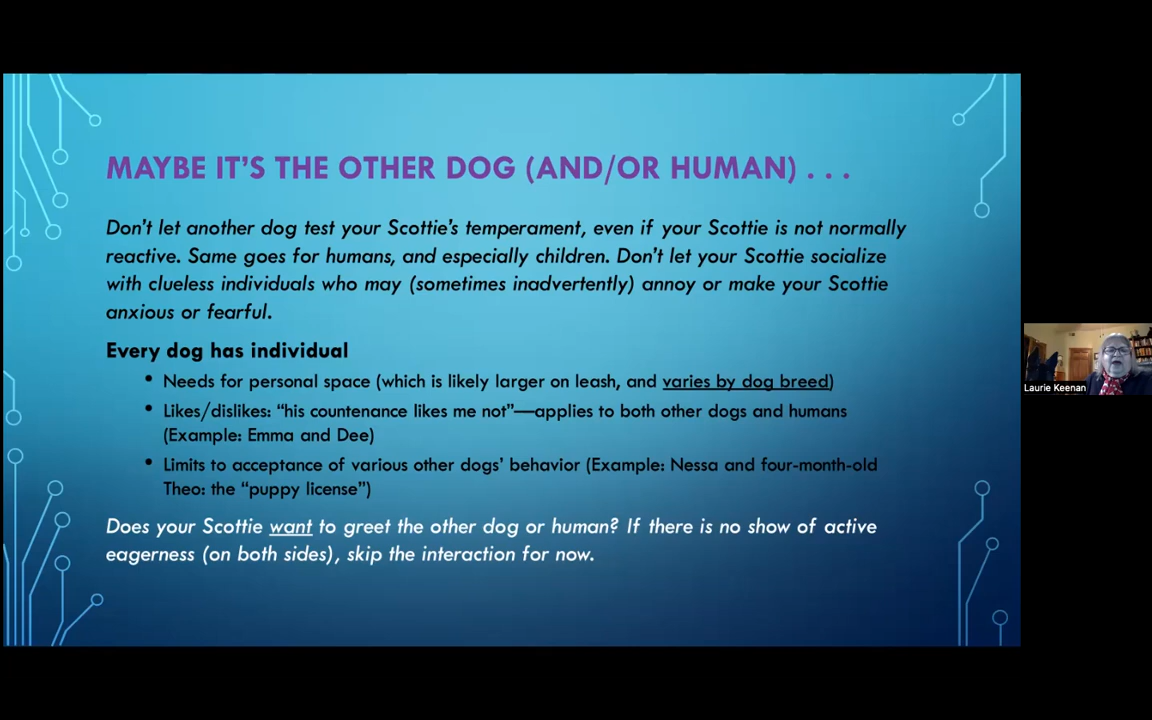 MAYBE IT’S THE OTHER DOG (AND/OR HUMAN) . . .
Don’t let another dog test your Scottie’s temperament, even if your Scottie is not normally
reactive. Same goes for humans, and especially children. Don’t let your Scottie socialize
with clueless individuals who may (sometimes inadvertently) annoy or make your Scottie
anxious or fearful.
Every dog has individual
• Needs for personal space (which is likely larger on leash, and varies by dog breed)
• Likes/dislikes: “his countenance likes me not”—applies to both other dogs and humans
(Example: Emma and Dee)
• Limits to acceptance of various other dogs’ behavior (Example: Nessa and four-month-old
Theo: the “puppy license”)
Does your Scottie want to greet the other dog or human? If there is no show of active
eagerness (on both sides), skip the interaction for now.
Laurie Keenan